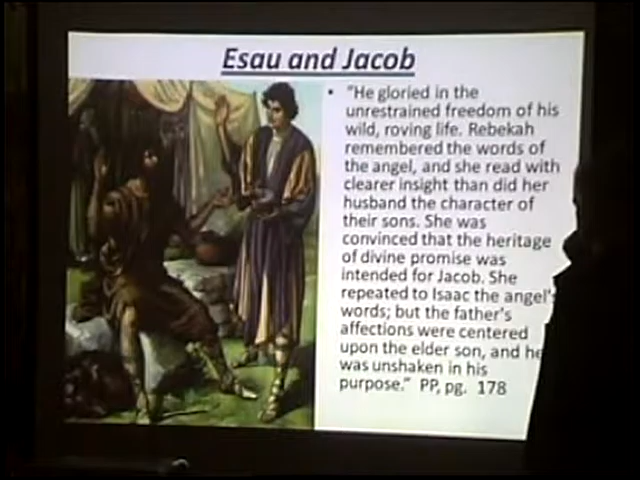 Esau and Jacob
• "He gloried in the
unrestrained freedom of his
wild, roving life. Rebekah
remembered the words of
the angel, and she read with
clearer insight than did her
husband the character of
their sons. She was
convinced that the heritage
of divine promise was
intended for Jacob. She
repeated to Isaac the angel's
words; but the father's
affections were centered
upon the elder son, and he
was unshaken in his
purpose." PP, pg. 178